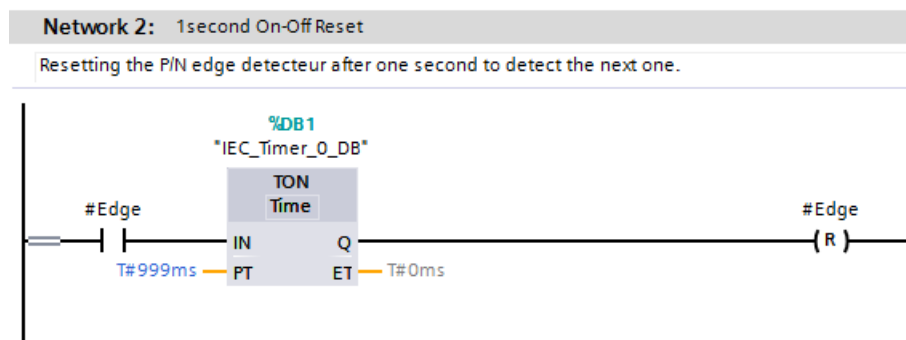 Network 2: 1second On-Off Reset
Resetting the P/N edge detecteur after one second to detect the next one.
%DB1
"IEC_Timer_0_DB"
TON
Time
#Edge
#Edge
IN
Q
R
T#999ms
PT
ET
T#0ms